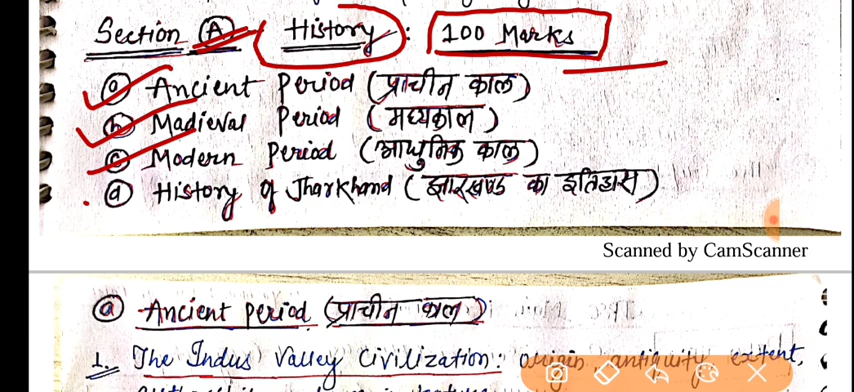 Section (A) History : 100 Marks
(a) Ancient Period (प्राचीन काल)
(b) Madieval Period (मध्यकाल)
(c) Modern Period (आधुनिक काल)
(d) History of Jharkhand (झारखण्ड का इतिहास)
Scanned by CamScanner
(a) Ancient period (प्राचीन काल)
1. The Indus Valley Civilization: origin, antiquity extent,